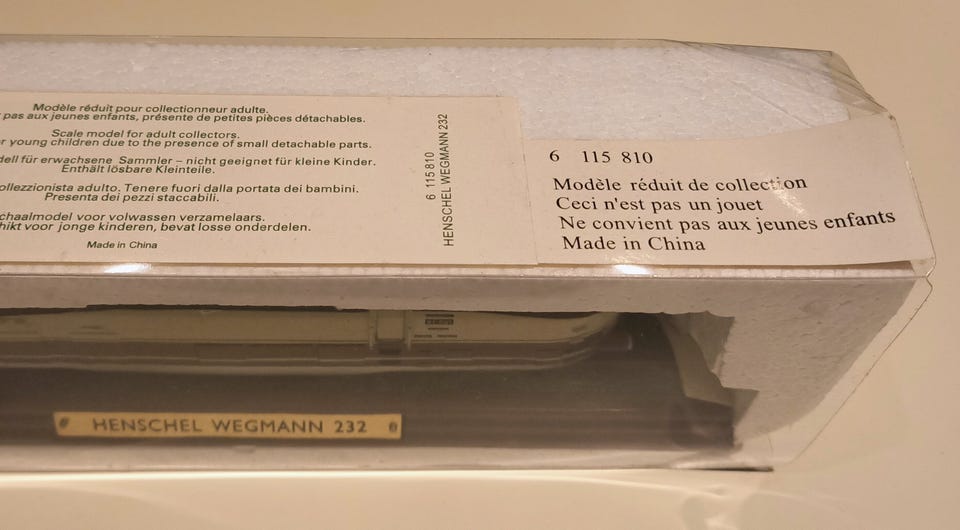 Modèle réduit pour collectionneur adulte.
pas aux jeunes enfants, présente de petites pièces détachables.
Scale model for adult collectors.
young children due to the presence of small detachable parts.
für erwachsene Sammler – nicht geeignet für kleine Kinder.
Enthält lösbare Kleinteile.
adulto. Tenere fuori dalla portata dei bambini.
Presenta dei pezzi staccabili.
voor volwassen verzamelaars.
voor jonge kinderen, bevat losse onderdelen.
Made in China
6 115 810
HENSCHEL WEGMANN 232
6 115 810
Modèle réduit de collection
Ceci n'est pas un jouet
Ne convient pas aux jeunes enfants
Made in China
HENSCHEL WEGMANN 232